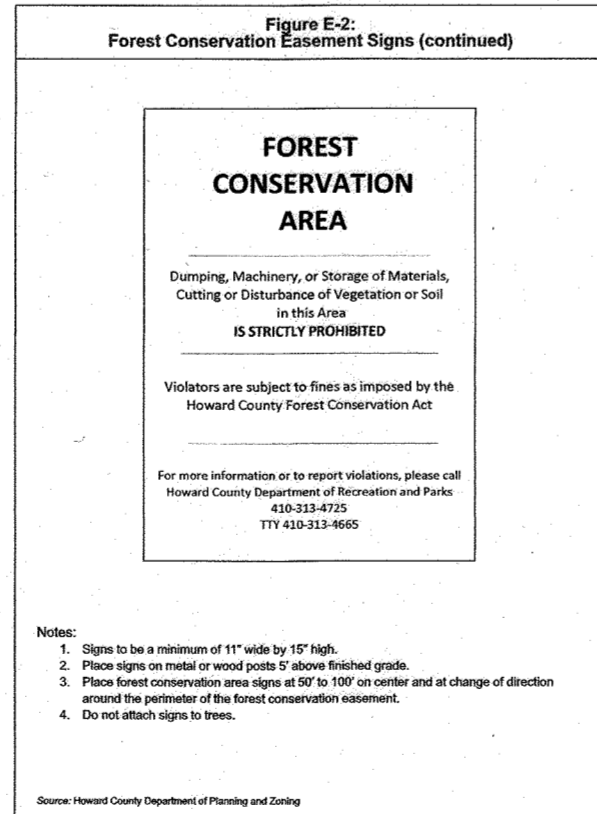 Figure E-2:
Forest Conservation Easement Signs (continued)
FOREST
CONSERVATION
AREA
Dumping, Machinery, or Storage of Materials,
Cutting or Disturbance of Vegetation or Soil
in this Area
IS STRICTLY PROHIBITED
Violators are subject to fines as imposed by the
Howard County Forest Conservation Act
For more information or to report violations, please call
Howard County Department of Recreation and Parks
410-313-4725
TTY 410-313-4665
Notes:
1. Signs to be a minimum of 11" wide by 15" high.
2. Place signs on metal or wood posts 5' above finished grade.
3. Place forest conservation area signs at 50' to 100' on center and at change of direction
around the perimeter of the forest conservation easement.
4. Do not attach signs to trees.
Source: Howard County Department of Planning and Zoning